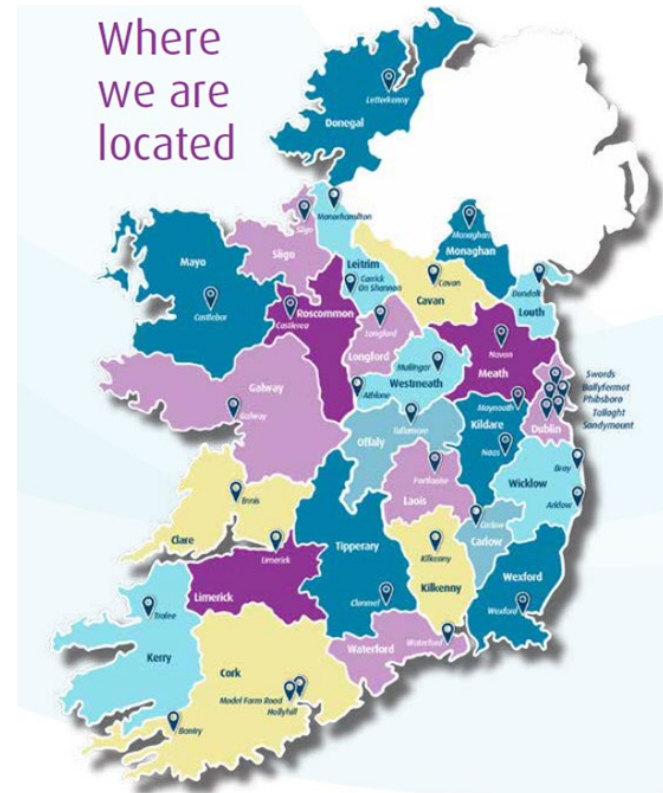 Where
we are
located
Letterkenny
Donegal
Manorhamilton
Sligo
Sligo
Leitrim
Carrick
On Shannon
Monaghan
Monaghan
Cavan
Cavan
Dundalk
Louth
Mayo
Castlebar
Roscommon
Castlerea
Longford
Longford
Navan
Meath
Mullingar
Westmeath
Athlone
Galway
Galway
Swords
Ballyfermot
Phibsboro
Tallaght
Sandymount
Dublin
Maynooth
Kildare
Naas
Tullamore
Offaly
Portlaoise
Laois
Bray
Wicklow
Arklow
Ennis
Clare
Limerick
Limerick
Tipperary
Clonmel
Kilkenny
Kilkenny
Carlow
Carlow
Wexford
Wexford
Waterford
Waterford
Tralee
Kerry
Cork
Model Farm Road
Hollyhill
Bantry